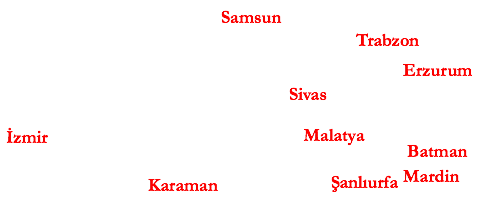 Samsun
Trabzon
Erzurum
Sivas
İzmir
Malatya
Batman
Karaman
Şanlıurfa
Mardin